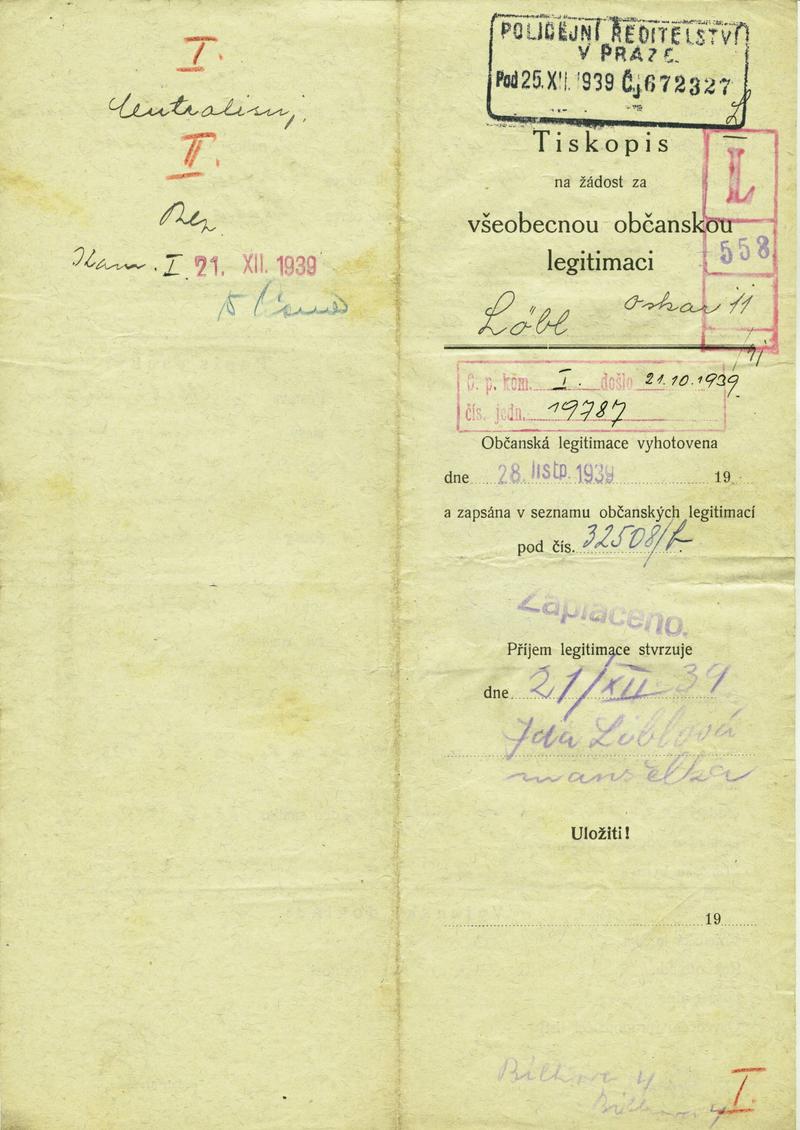 I.
II.
Kom. I. 21. XII. 1939
POLICEJNÍ ŘEDITELSTVÍ
V PRAZE
Pod 25. XII. 1939 Čj 672327
Tiskopis
L
na žádost za
všeobecnou občanskou
558
legitimaci
Löbl Oskar 11
O. p. kom. I. došlo 21.10.1939
čís. jedn. 19787
Občanská legitimace vyhotovena
dne 28. listp. 1939 19
a zapsána v seznamu občanských legitimací
pod čís. 32508/
Zaplaceno.
Příjem legitimace stvrzuje
dne 21/XII 39
Ida Löblová
manželka
Uložiti!
19
I.